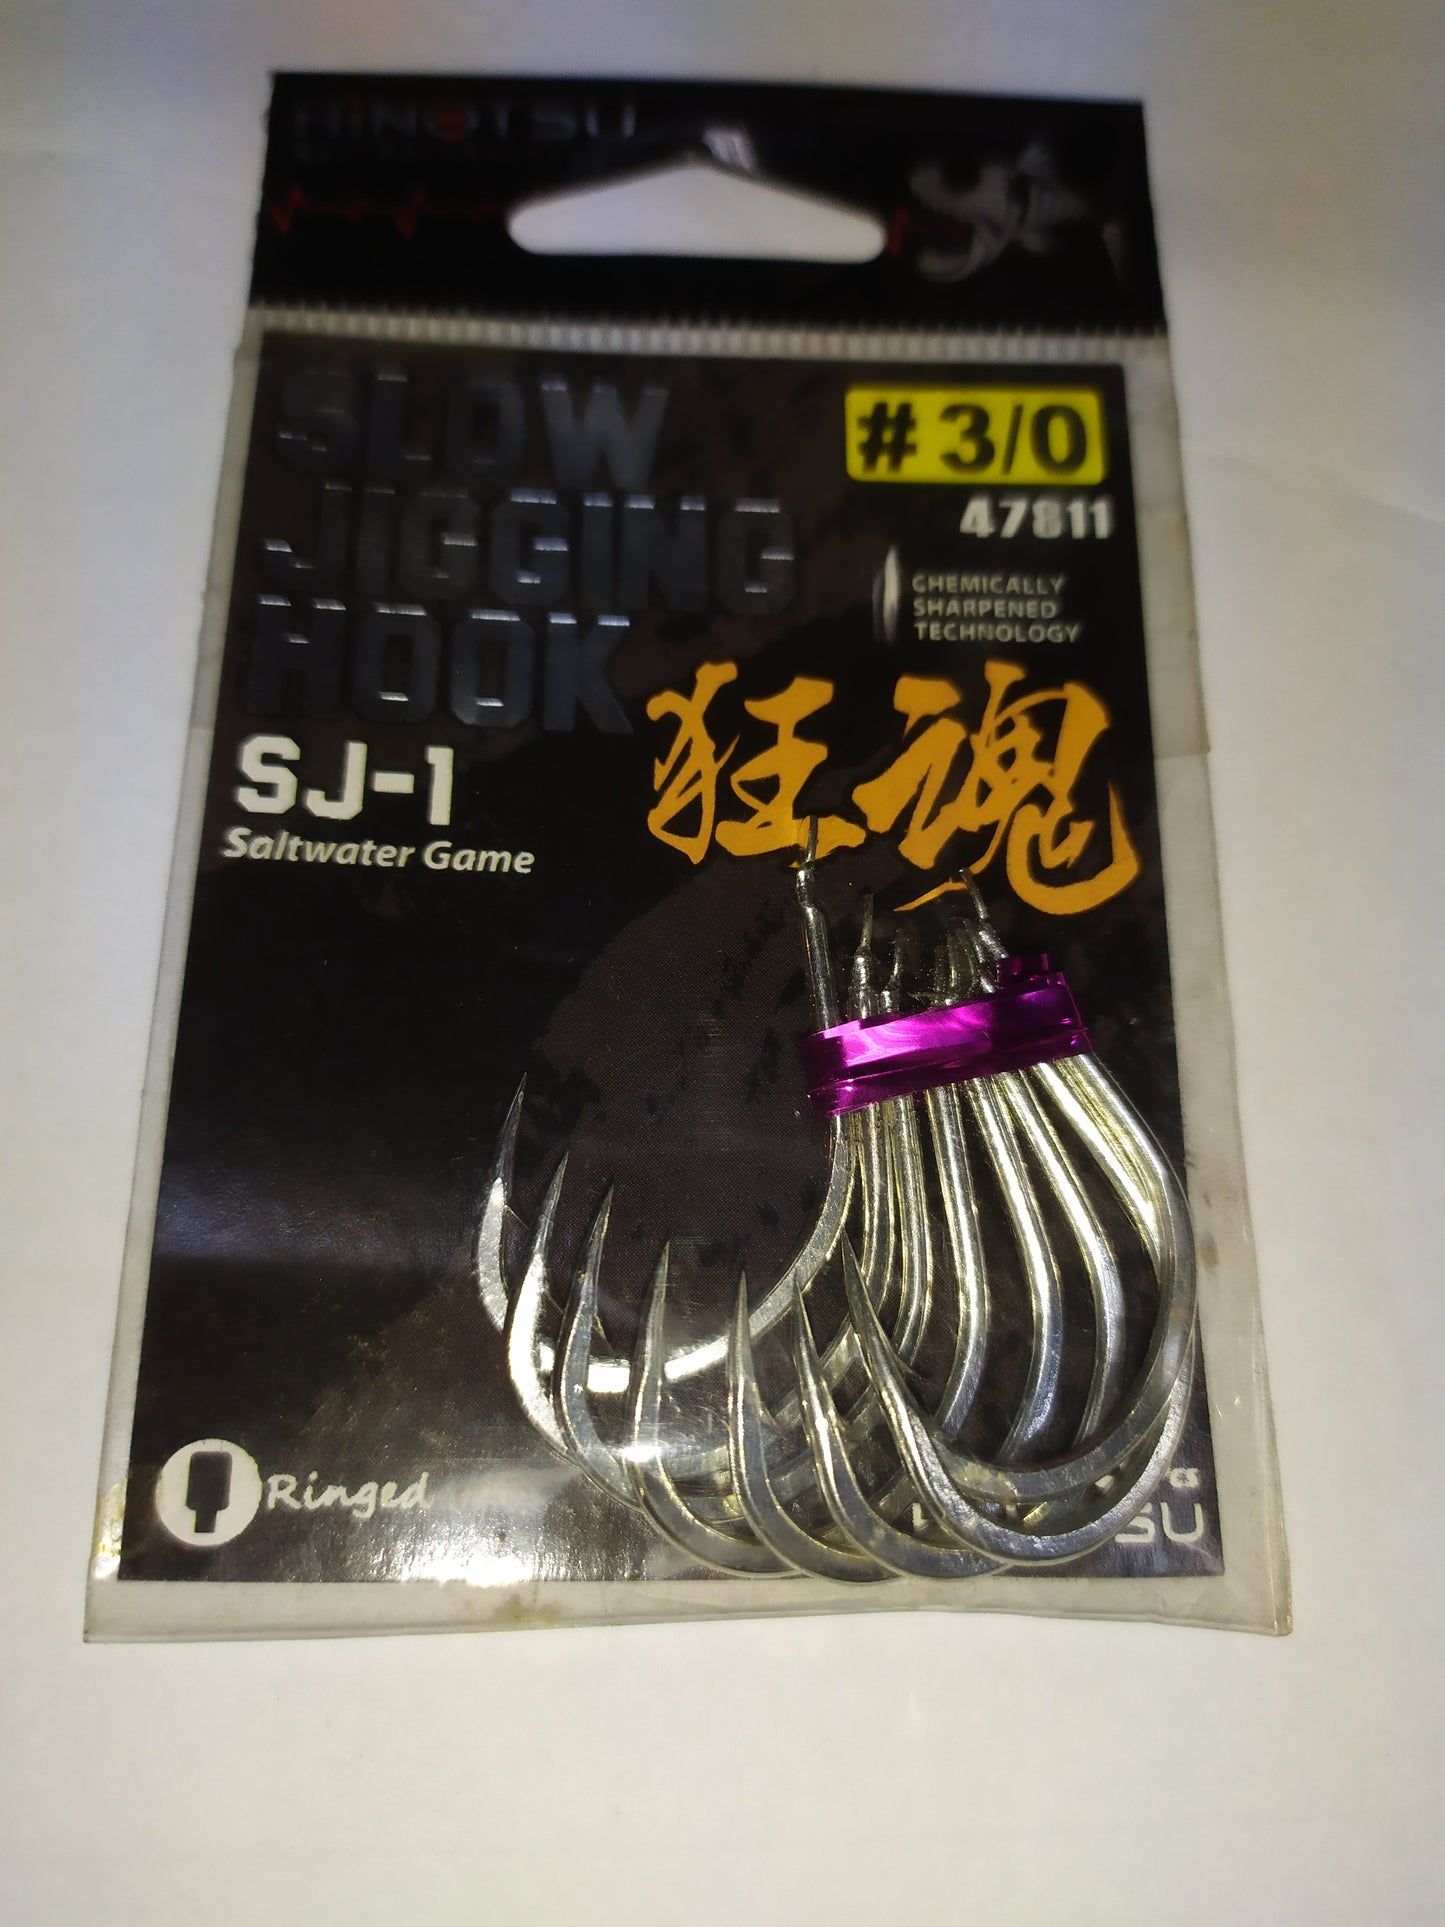 HINOTSU
SLOW
JIGGING
HOOK
# 3/0
47811
CHEMICALLY
SHARPENED
TECHNOLOGY
狂魂
SJ-1
Saltwater Game
Ringed